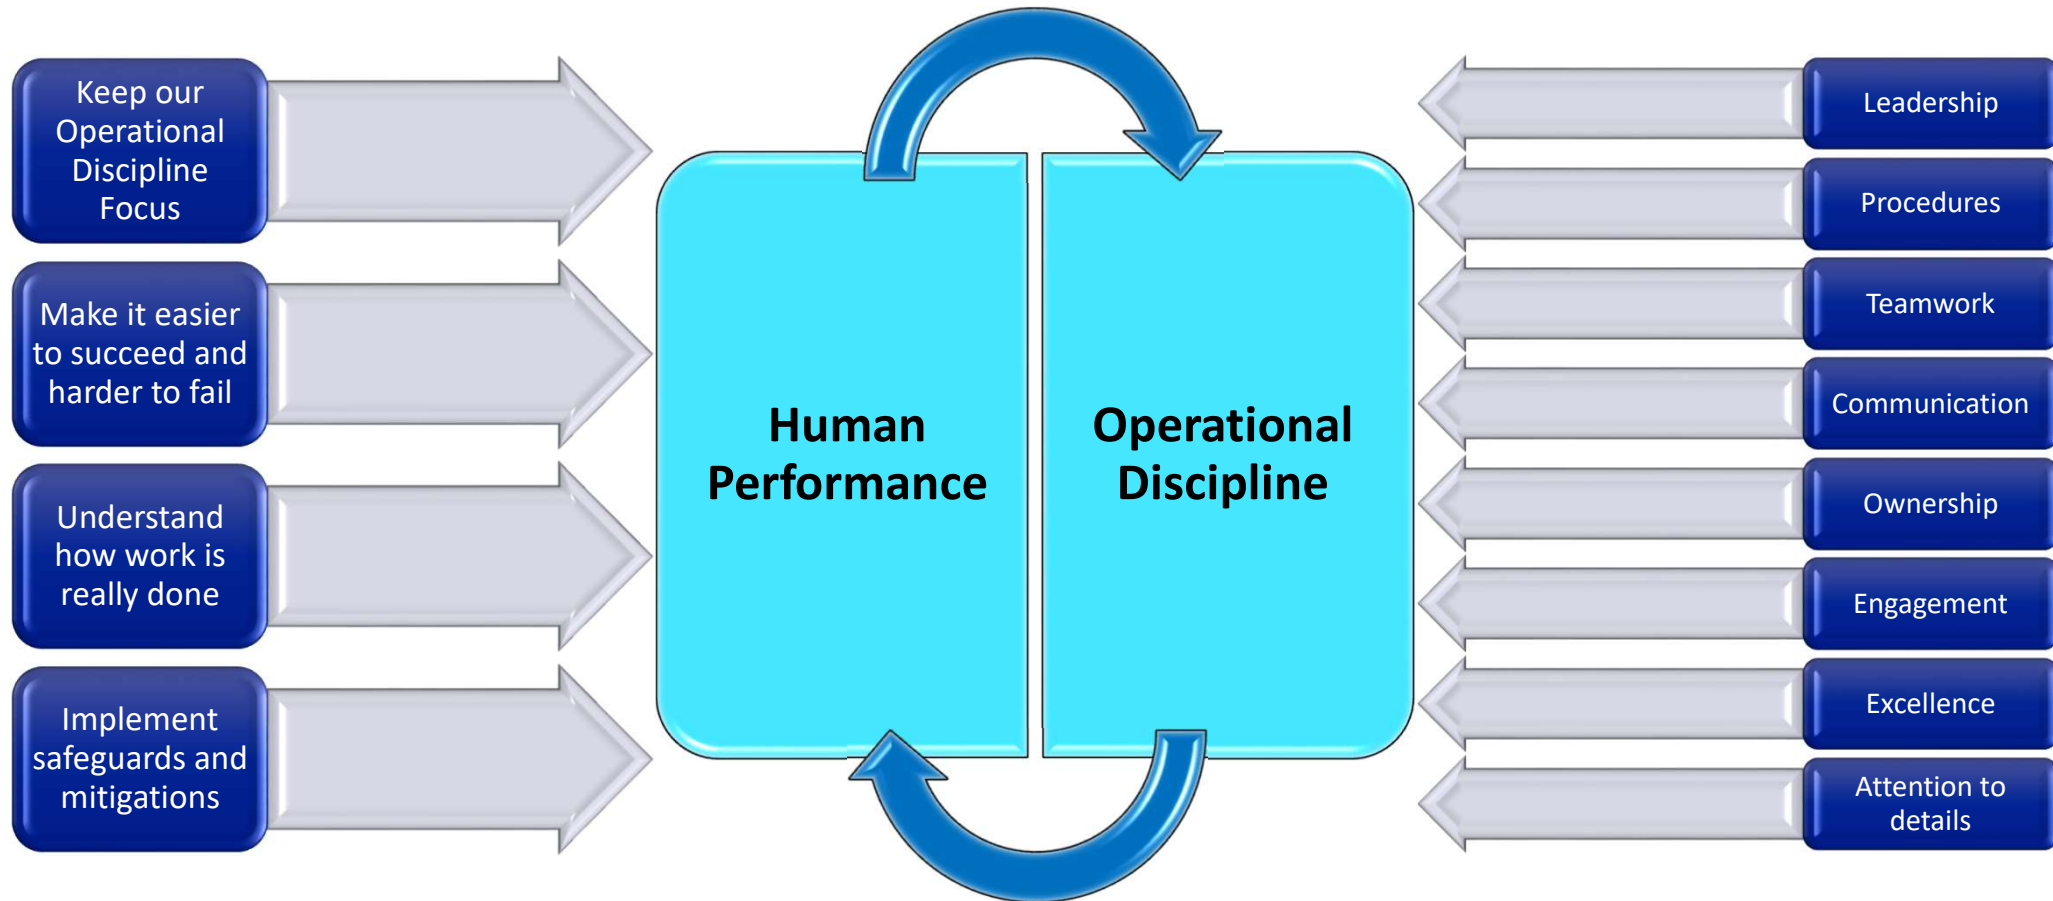 Keep our
Operational
Discipline
Focus
Make it easier
to succeed and
harder to fail
Understand
how work is
really done
Implement
safeguards and
mitigations
Human
Performance
Operational
Discipline
Leadership
Procedures
Teamwork
Communication
Ownership
Engagement
Excellence
Attention to
details